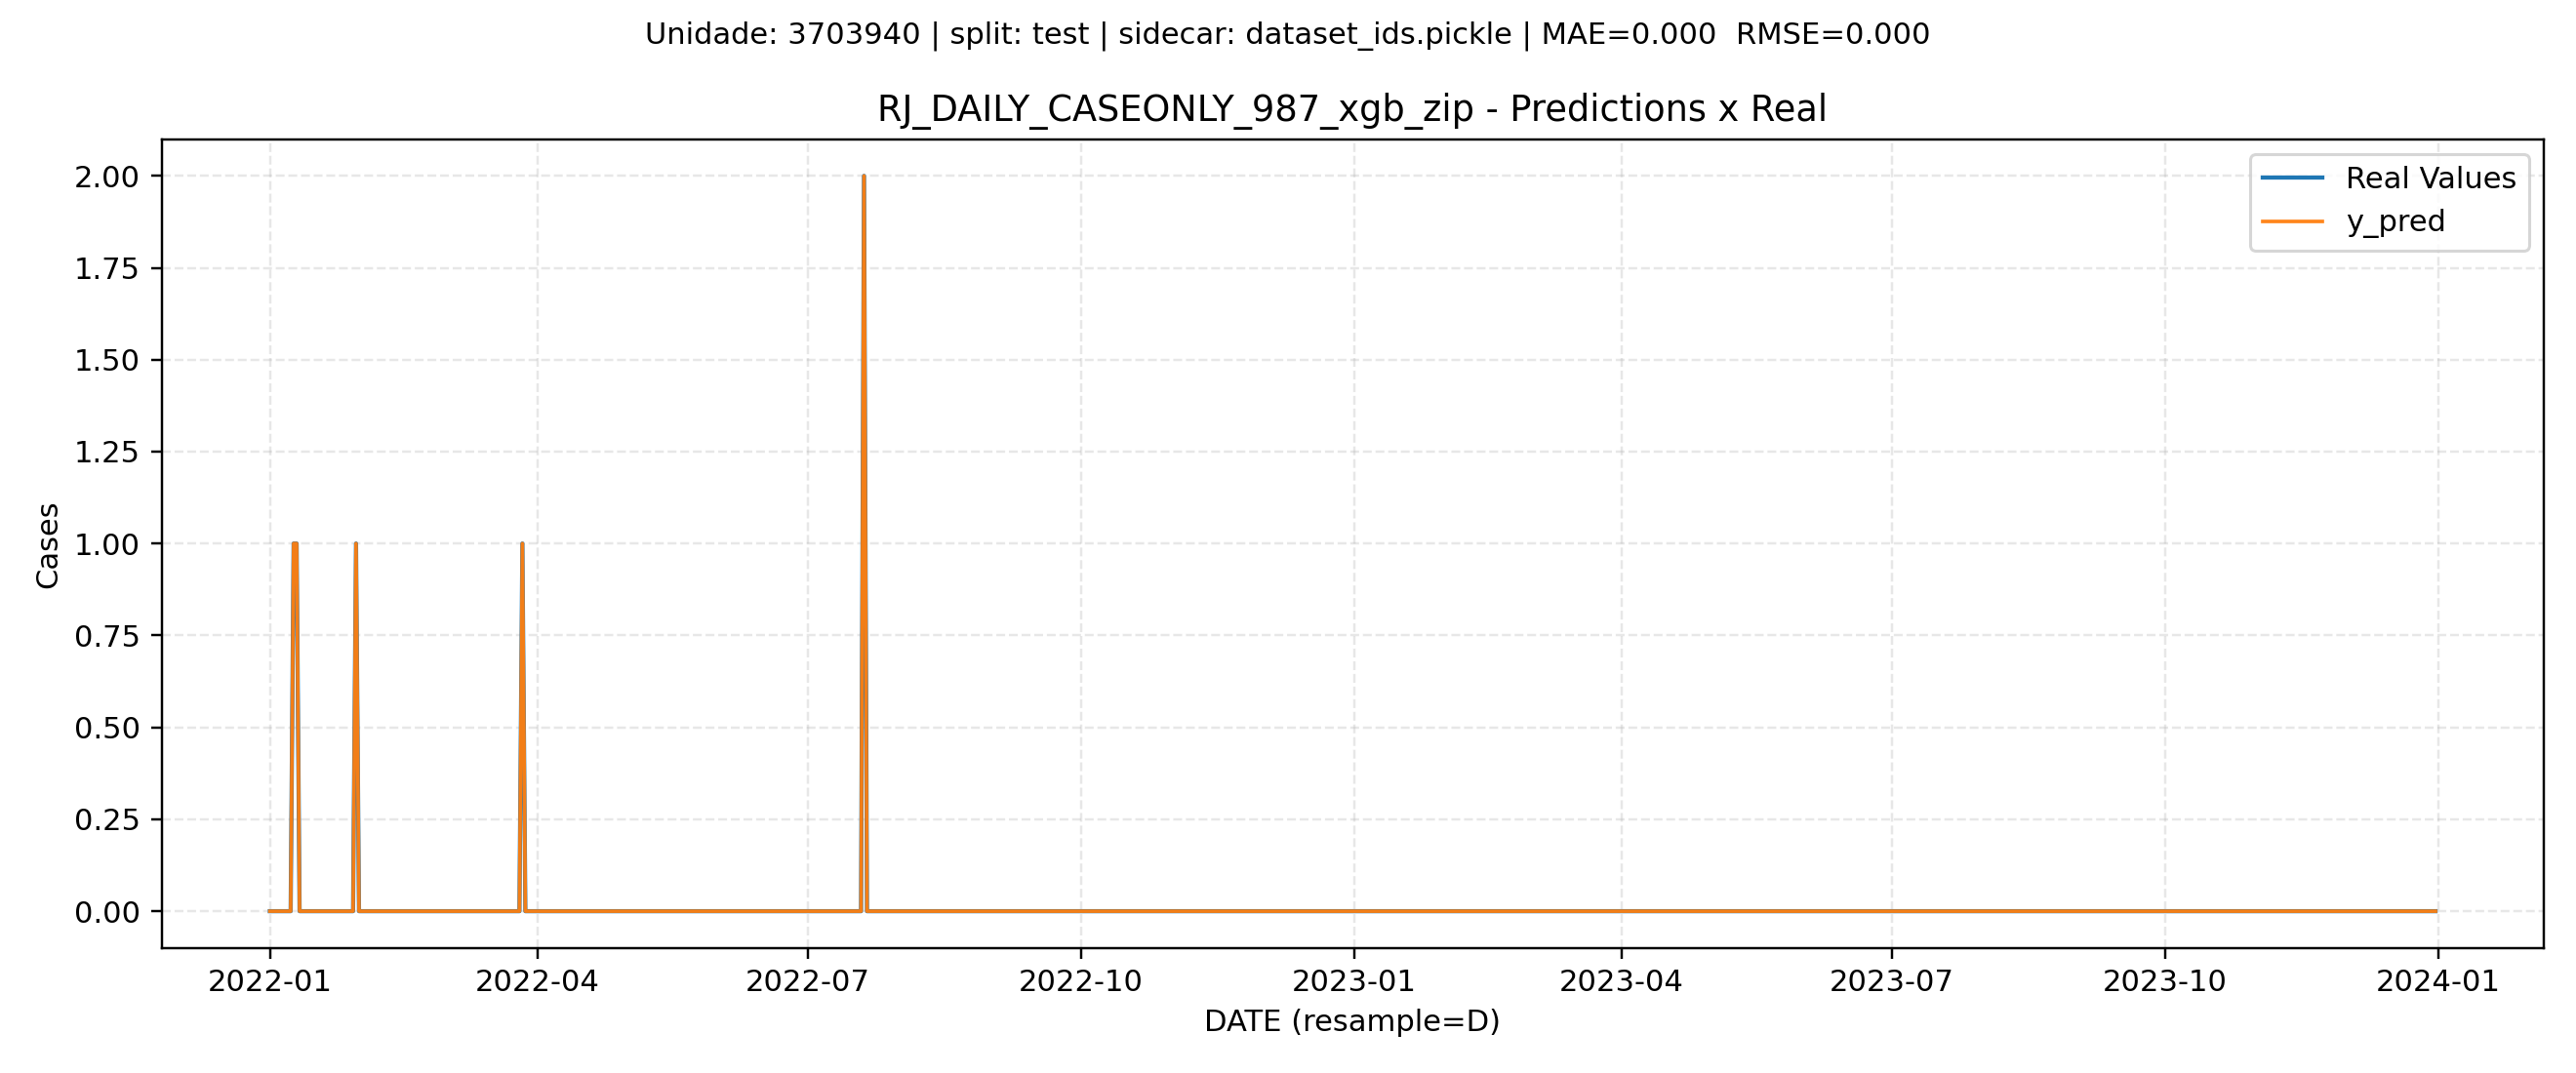 Unidade: 3703940 | split: test | sidecar: dataset_ids.pickle | MAE=0.000  RMSE=0.000
RJ_DAILY_CASEONLY_987_xgb_zip - Predictions x Real
Real Values
y_pred
2.00
1.75
1.50
1.25
1.00
0.75
0.50
0.25
0.00
Cases
2022-01 2022-04 2022-07 2022-10 2023-01 2023-04 2023-07 2023-10 2024-01
DATE (resample=D)